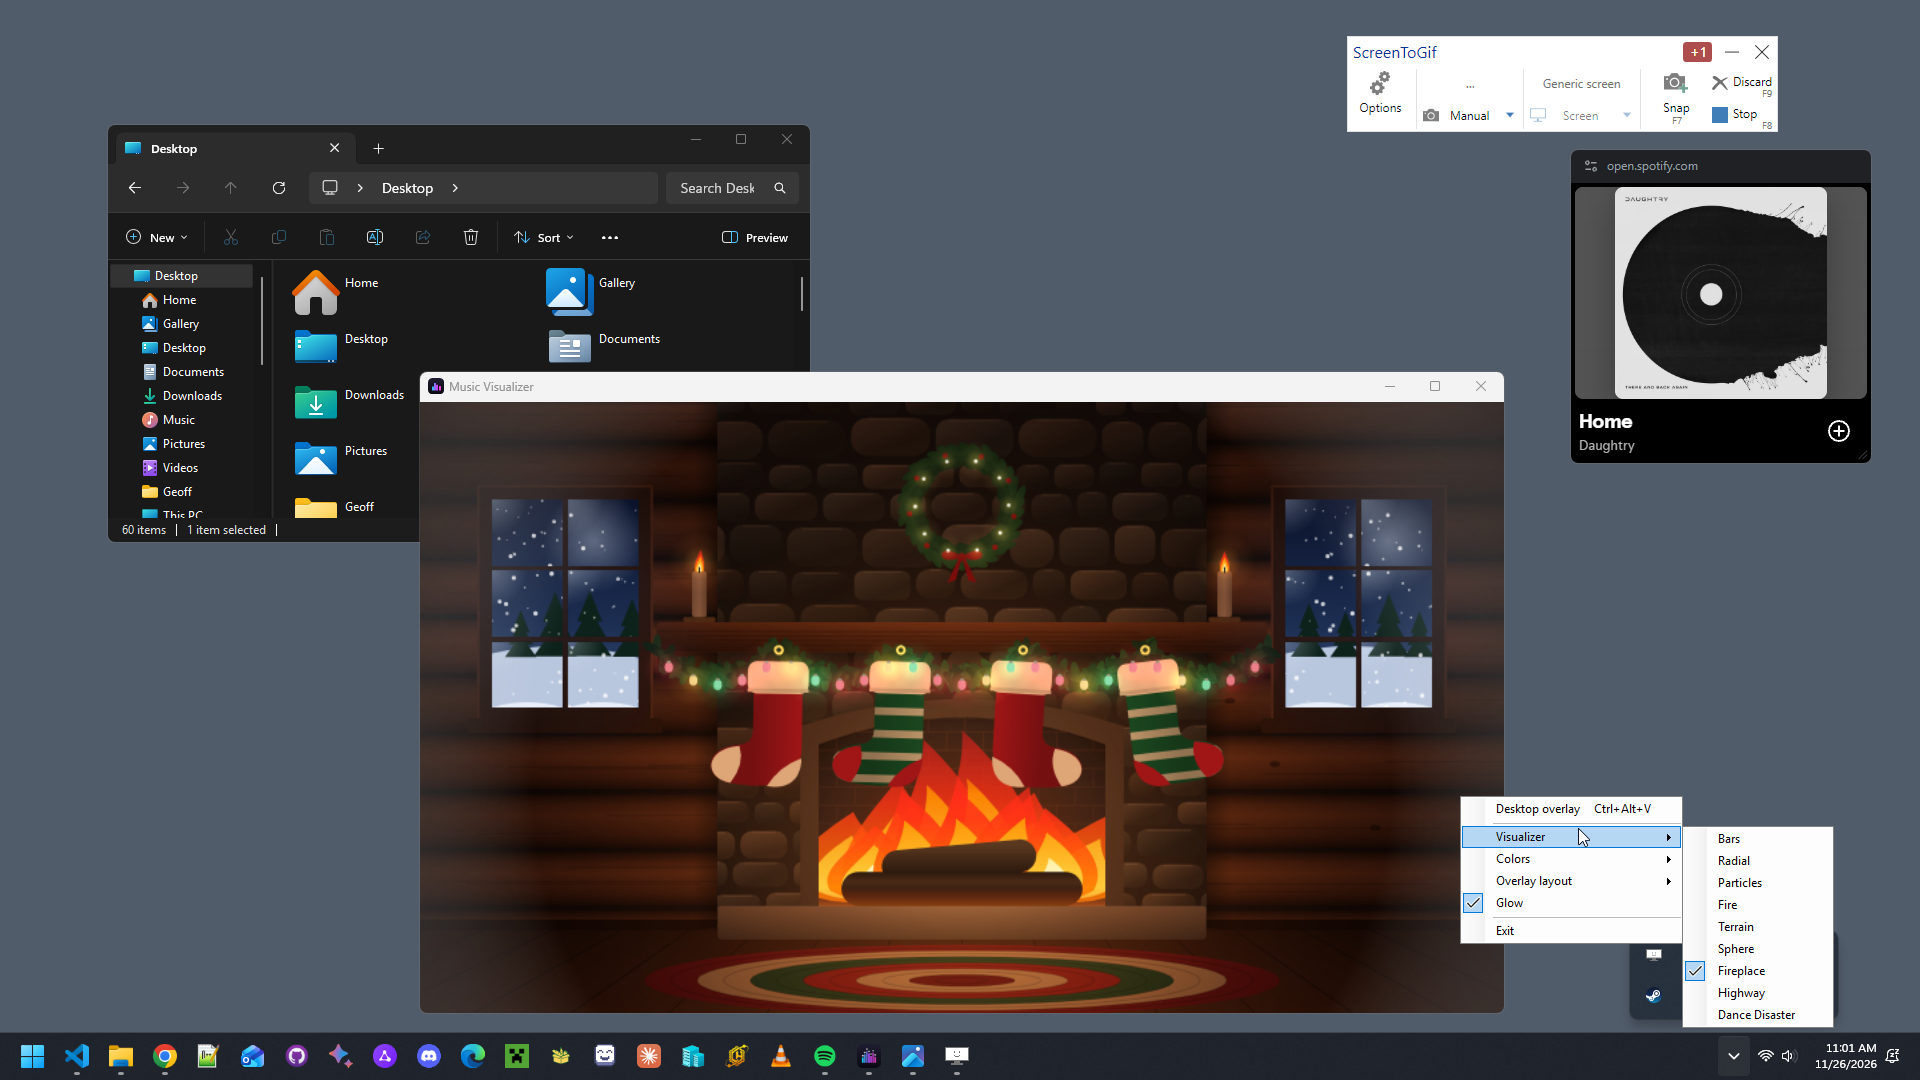 ScreenToGif
+1
Options
...
Manual
Generic screen
Screen
Snap
F7
Discard
F9
Stop
F8
open.spotify.com
DAUGHTRY
THERE AND BACK AGAIN
Home
Daughtry
Desktop
Desktop
Search Desk
New
Sort
Preview
Desktop
Home
Gallery
Desktop
Documents
Downloads
Music
Pictures
Videos
Geoff
This PC
Home
Gallery
Desktop
Documents
Downloads
Pictures
Geoff
60 items
1 item selected
Music Visualizer
Desktop overlay Ctrl+Alt+V
Visualizer
Colors
Overlay layout
Glow
Exit
Bars
Radial
Particles
Fire
Terrain
Sphere
Fireplace
Highway
Dance Disaster
11:01 AM
11/26/2026